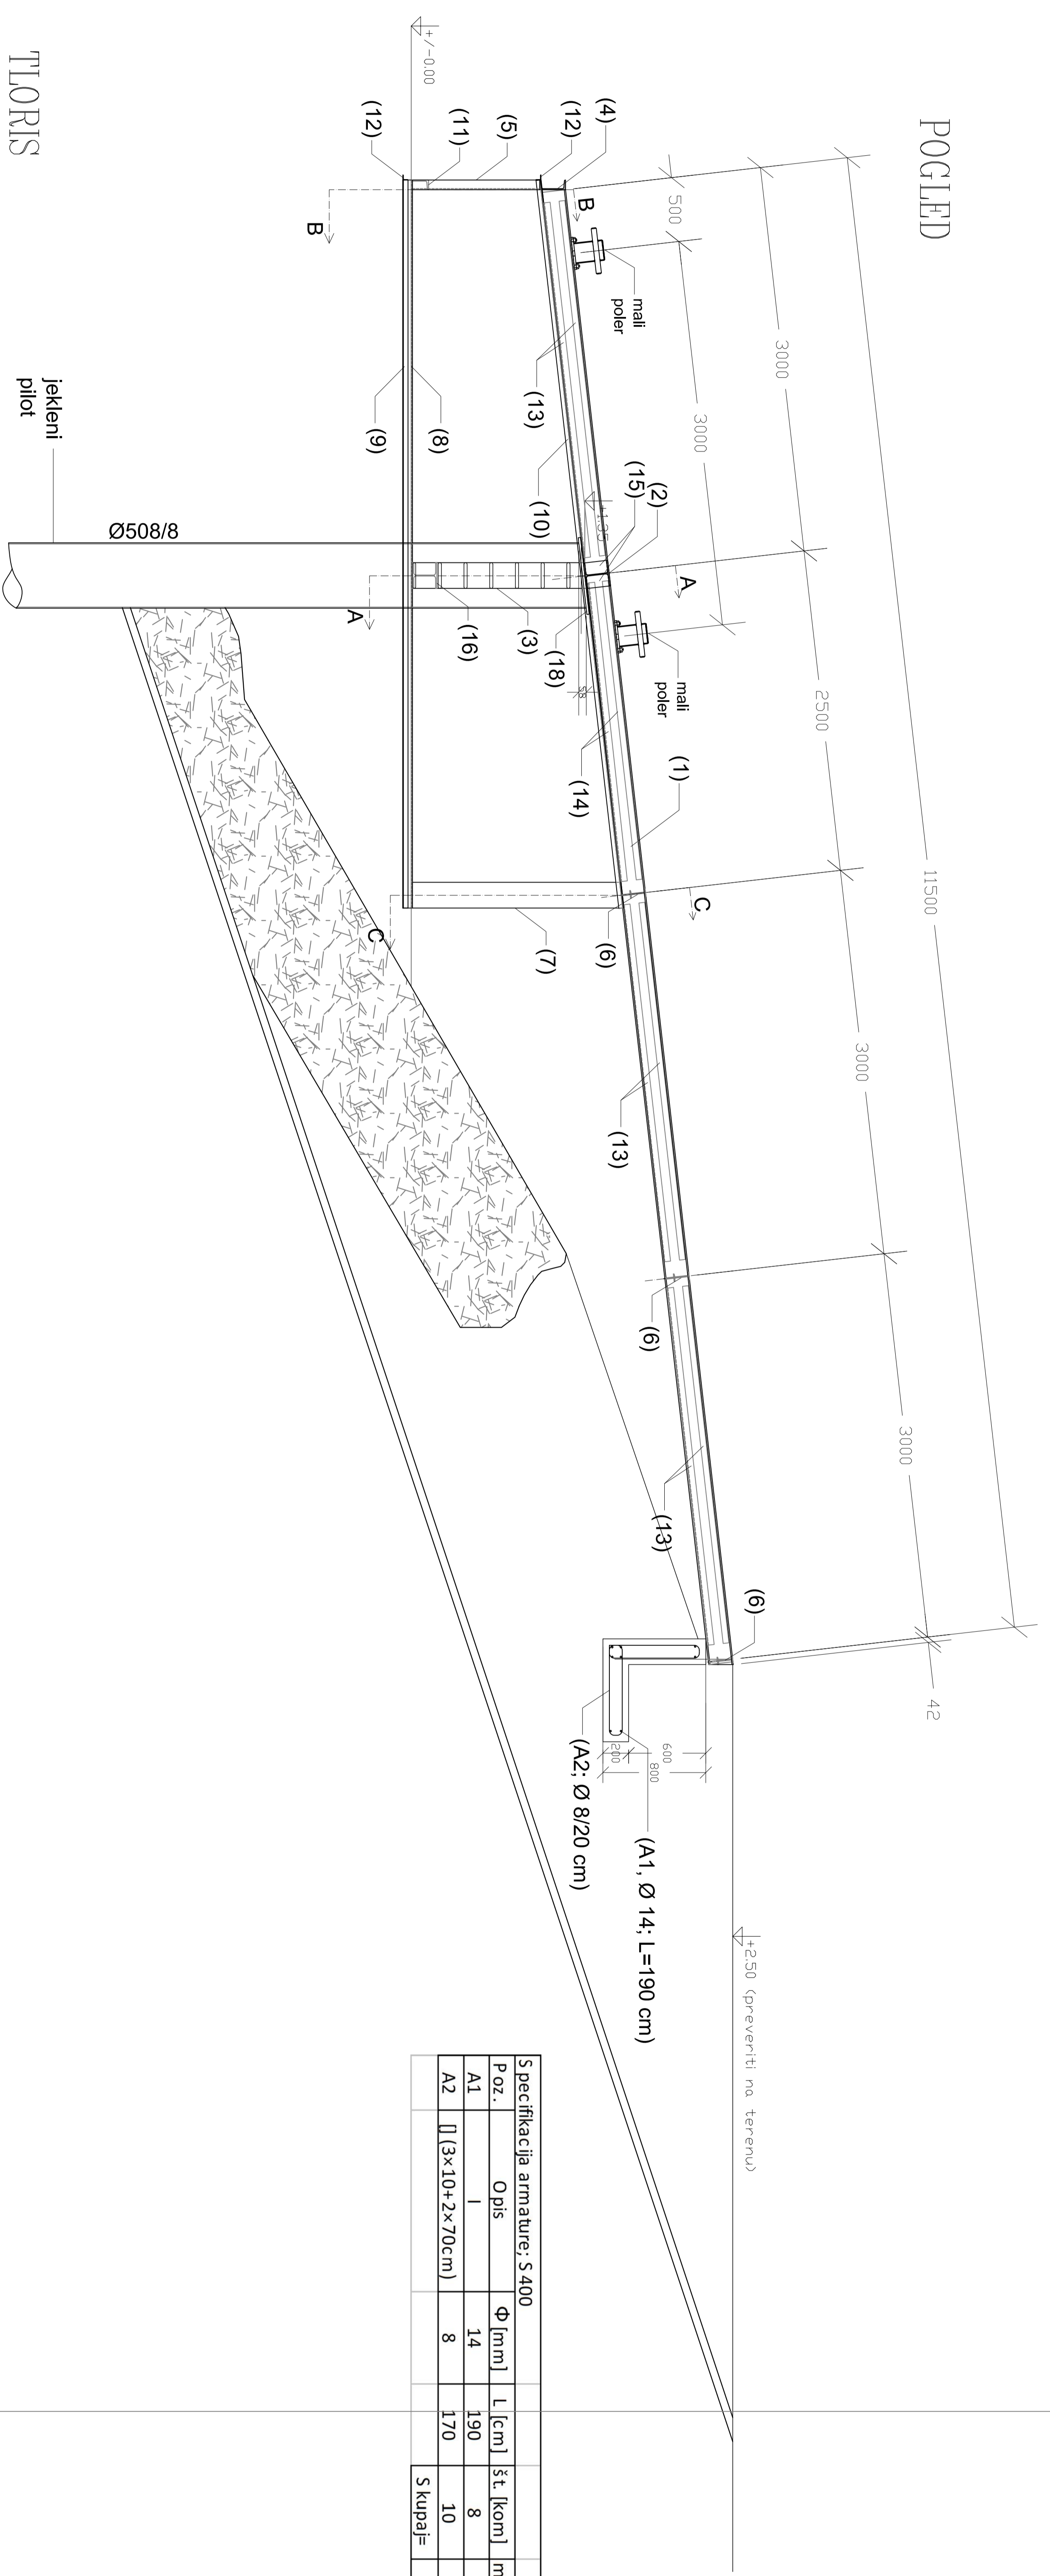 POGLED
TLORIS
+/-0.00
11500
3000
2500
3000
3000
42
500
3000
(4)
(12)
(5)
(11)
(12)
B
B
mali
poler
(13)
(10)
(8)
(9)
(2)
(15)
+1.35
A
A
mali
poler
(1)
(14)
(18)
58
(3)
(16)
jekleni
pilot
Ø508/8
C
C
(6)
(7)
(13)
(6)
(13)
(6)
600
200
800
(A2; Ø 8/20 cm)
(A1, Ø 14; L=190 cm)
+2.50 (preveriti na terenu)
Specifikacija armature; S 400
Poz. Opis Φ [mm] L [cm] št. [kom] m
A1 I 14 190 8
A2 [] (3×10+2×70cm) 8 170 10
Skupaj=